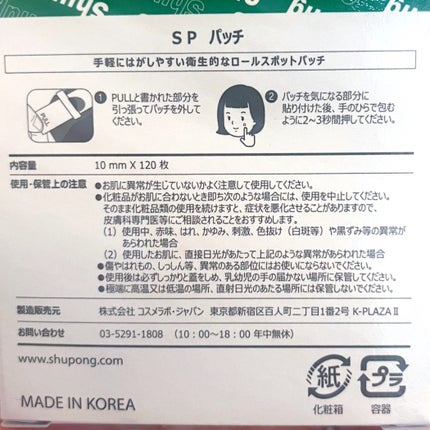 SP パッチ
手軽にはがしやすい衛生的なロールスポットパッチ
1 PULLと書かれた部分を
引っ張ってパッチを外して
ください。
PULL
2 パッチを気になる部分に
貼り付けた後、手のひらで包む
ように2~3秒間押してください。
内容量 10 mm X 120 枚
使用・保管上の注意 ●お肌に異常が生じていないかよく注意して使用してください。
●化粧品がお肌に合わないとき即ち次のような場合には、使用を中止してください。
そのまま化粧品類の使用を続けますと、症状を悪化させることがありますので、
皮膚科専門医等にご相談されることをおすすめします。
(1) 使用中、赤味、はれ、かゆみ、刺激、色抜け(白斑等)や黒ずみ等の異常が
あらわれた場合
(2) 使用したお肌に、直接日光があたって上記のような異常があらわれた場合
●傷やはれもの、しっしん等、異常のある部位にはお使いにならないでください。
●使用後は必ずしっかりと蓋をしめ、乳幼児の手の届かない場所に保管してください。
●極端に高温又は低温の場所、直射日光のあたる場所には保管しないでください。
製造販売元 株式会社 コスメラボ・ジャパン 東京都新宿区百人町二丁目1番2号 K-PLAZAⅡ
お問い合わせ 03-5291-1808 (10:00~18:00 年中無休)
www.shupong.com
MADE IN KOREA
紙
化粧箱
プラ
容器